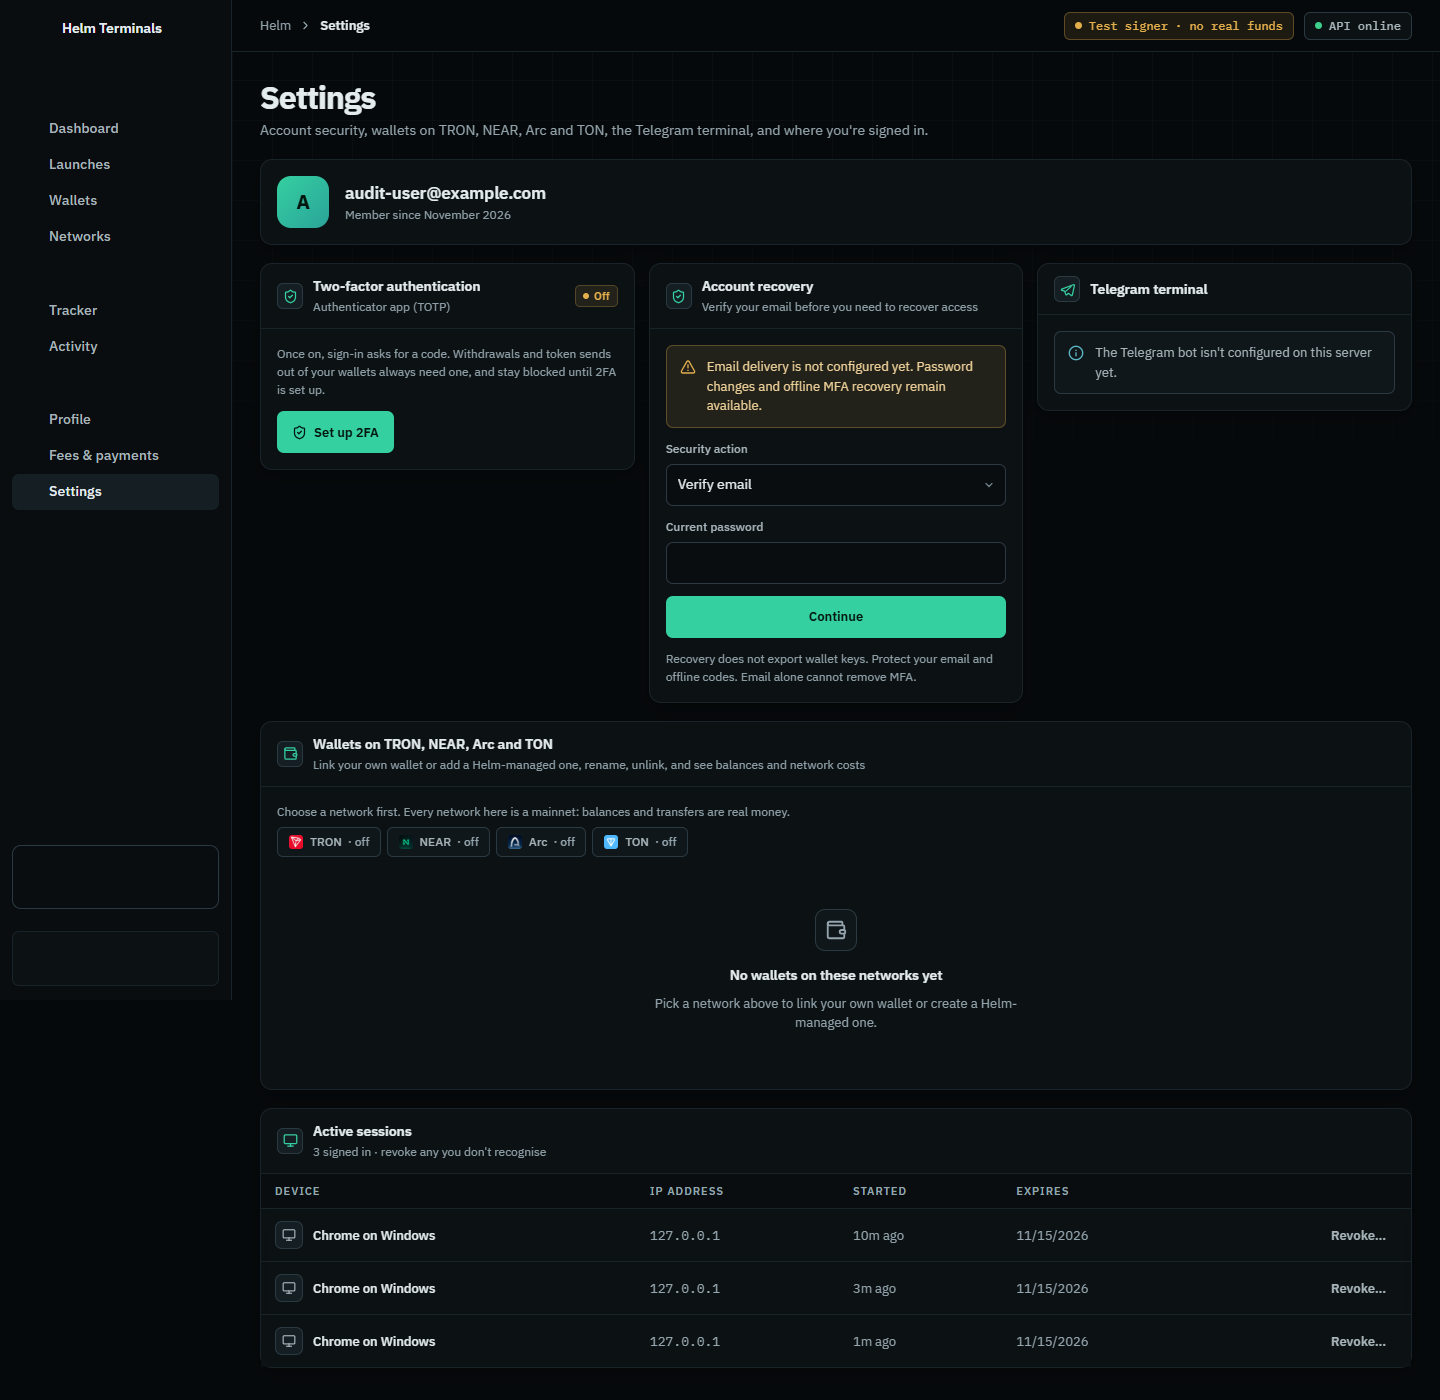 Helm Terminals
Dashboard
Launches
Wallets
Networks
Tracker
Activity
Profile
Fees & payments
Settings
Helm > Settings
Test signer · no real funds
API online
Settings
Account security, wallets on TRON, NEAR, Arc and TON, the Telegram terminal, and where you're signed in.
A
audit-user@example.com
Member since November 2026
Two-factor authentication
Authenticator app (TOTP)
Off
Once on, sign-in asks for a code. Withdrawals and token sends
out of your wallets always need one, and stay blocked until 2FA
is set up.
Set up 2FA
Account recovery
Verify your email before you need to recover access
Email delivery is not configured yet. Password
changes and offline MFA recovery remain
available.
Security action
Verify email
Current password
Continue
Recovery does not export wallet keys. Protect your email and
offline codes. Email alone cannot remove MFA.
Telegram terminal
The Telegram bot isn't configured on this server
yet.
Wallets on TRON, NEAR, Arc and TON
Link your own wallet or add a Helm-managed one, rename, unlink, and see balances and network costs
Choose a network first. Every network here is a mainnet: balances and transfers are real money.
TRON · off
NEAR · off
Arc · off
TON · off
No wallets on these networks yet
Pick a network above to link your own wallet or create a Helm-
managed one.
Active sessions
3 signed in · revoke any you don't recognise
DEVICE IP ADDRESS STARTED EXPIRES
Chrome on Windows 127.0.0.1 10m ago 11/15/2026 Revoke...
Chrome on Windows 127.0.0.1 3m ago 11/15/2026 Revoke...
Chrome on Windows 127.0.0.1 1m ago 11/15/2026 Revoke...